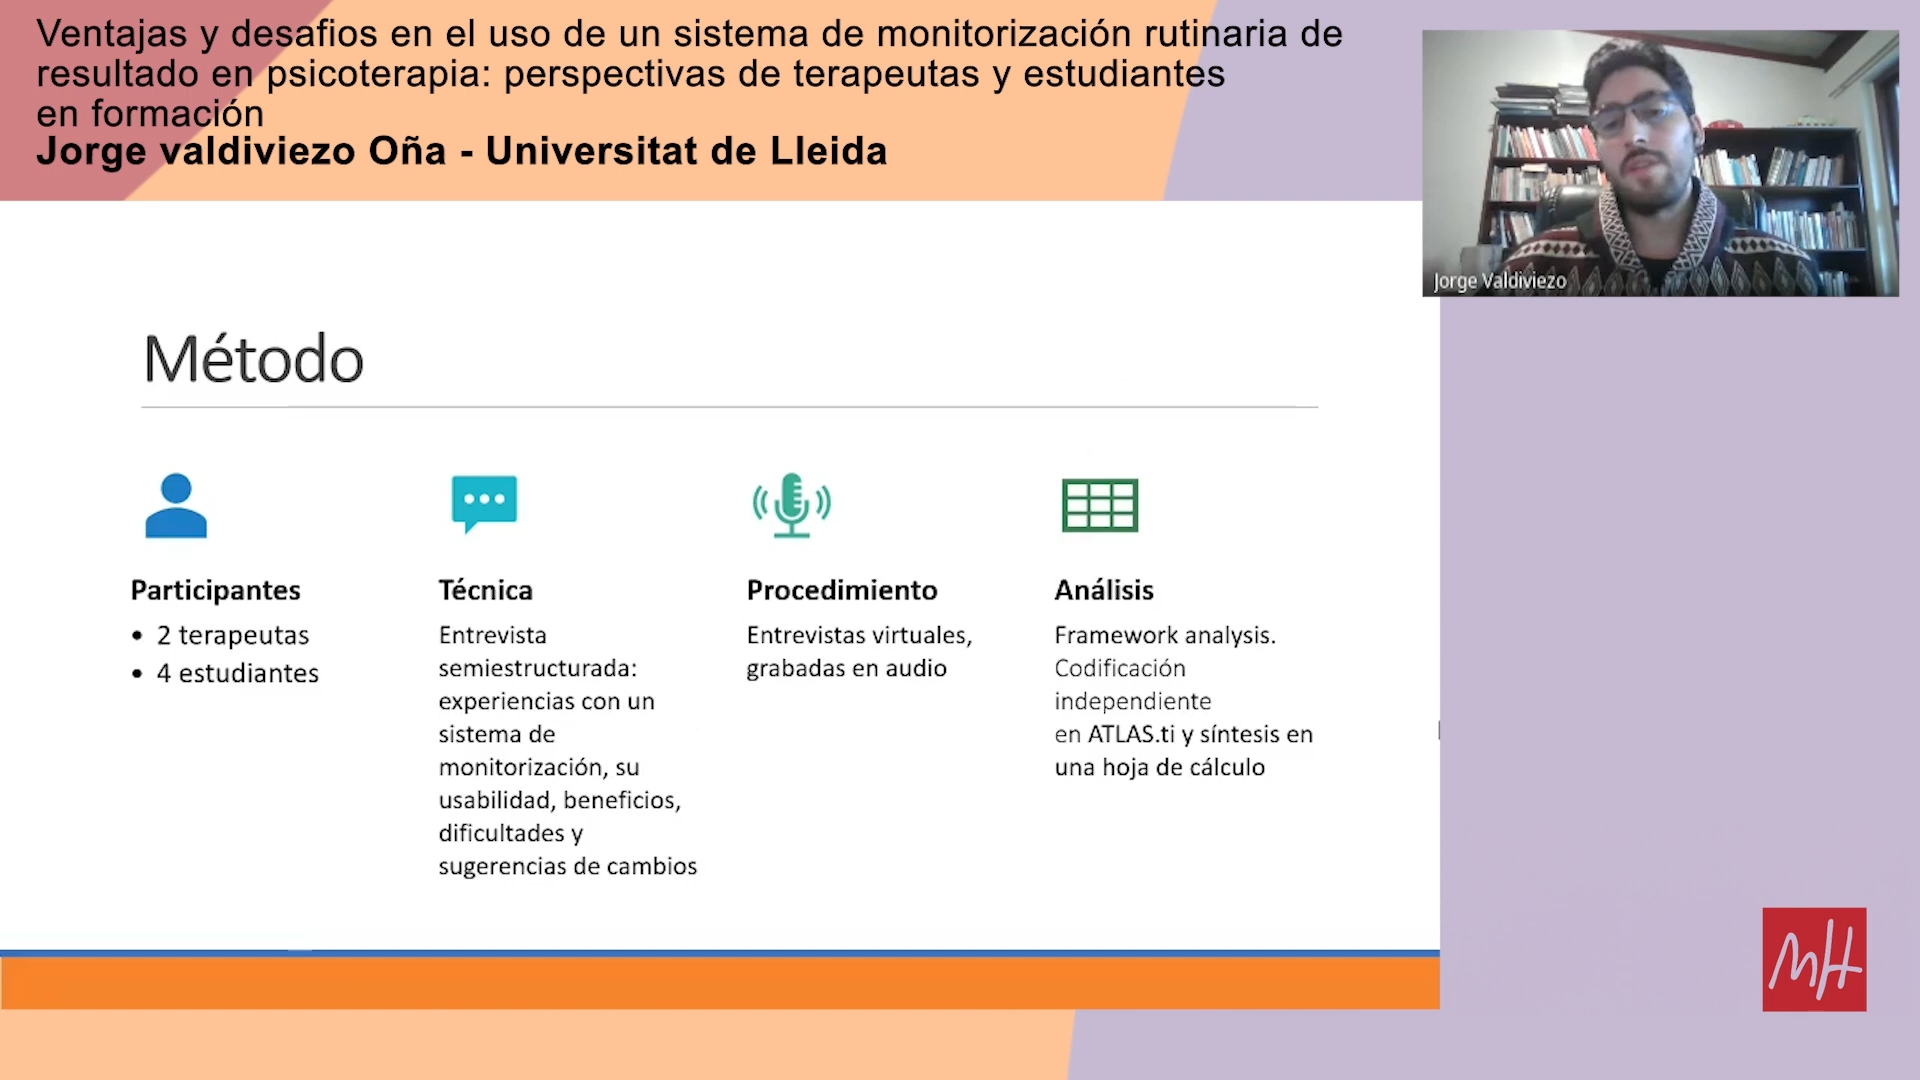 Ventajas y desafios en el uso de un sistema de monitorización rutinaria de
resultado en psicoterapia: perspectivas de terapeutas y estudiantes
en formación
Jorge valdiviezo Oña - Universitat de Lleida
Jorge Valdiviezo
Método
Participantes
• 2 terapeutas
• 4 estudiantes
Técnica
Entrevista
semiestructurada:
experiencias con un
sistema de
monitorización, su
usabilidad, beneficios,
dificultades y
sugerencias de cambios
Procedimiento
Entrevistas virtuales,
grabadas en audio
Análisis
Framework analysis.
Codificación
independiente
en ATLAS.ti y síntesis en
una hoja de cálculo
MH